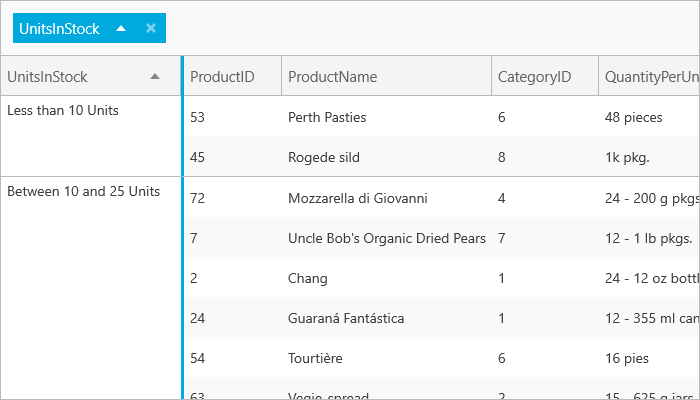 UnitsInStock
UnitsInStock ProductID ProductName CategoryID QuantityPerUn
Less than 10 Units 53 Perth Pasties 6 48 pieces
45 Rogede sild 8 1k pkg.
Between 10 and 25 Units 72 Mozzarella di Giovanni 4 24 - 200 g pkgs
7 Uncle Bob's Organic Dried Pears 7 12 - 1 lb pkgs.
2 Chang 1 24 - 12 oz bottl
24 Guaraná Fantástica 1 12 - 355 ml can
54 Tourtière 6 16 pies
63 Vegie-spread 2 15 - 625 g jars